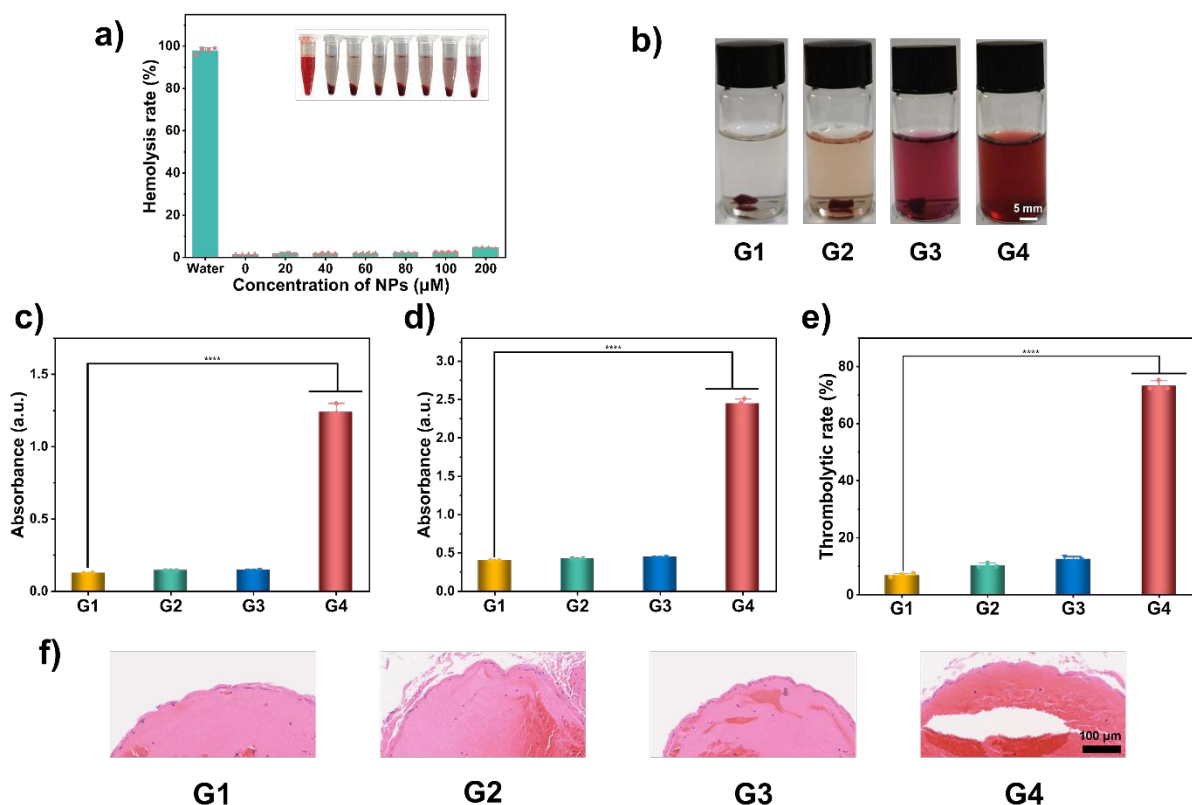 a)
Hemolysis rate (%)
100
80
60
40
20
0
Water 0 20 40 60 80 100 200
Concentration of NPs (μM)
b)
5 mm
G1 G2 G3 G4
c)
Absorbance (a.u.)
1.5
1.0
0.5
0.0
****
G1 G2 G3 G4
d)
Absorbance (a.u.)
3.0
2.5
2.0
1.5
1.0
0.5
0.0
****
G1 G2 G3 G4
e)
Thrombolytic rate (%)
80
60
40
20
0
****
G1 G2 G3 G4
f)
100 μm
G1 G2 G3 G4